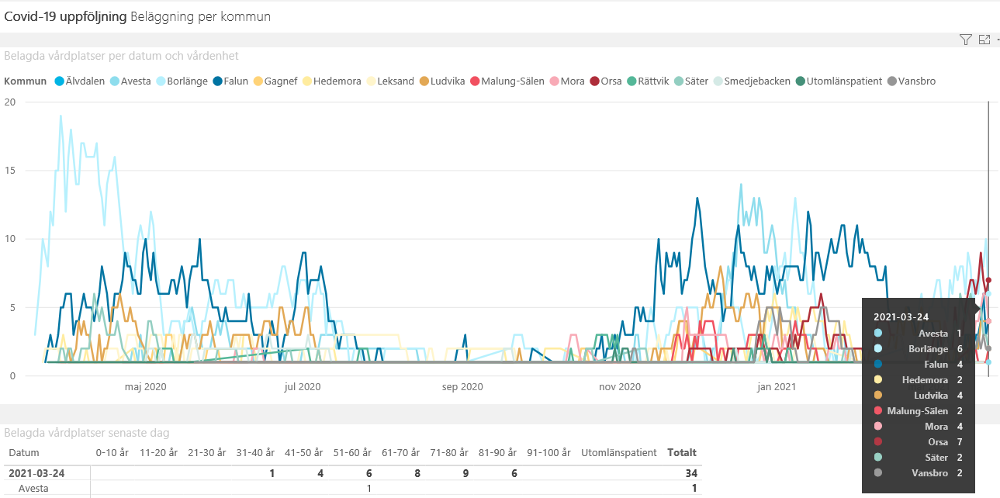 Covid-19 uppföljning Beläggning per kommun
Belagda vårdplatser per datum och vårdenhet
Kommun Älvdalen Avesta Borlänge Falun Gagnef Hedemora Leksand Ludvika Malung-Sälen Mora Orsa Rättvik Säter Smedjebacken Utomlänspatient Vansbro
20
15
10
5
0
maj 2020 jul 2020 sep 2020 nov 2020 jan 2021
2021-03-24
Avesta 1
Borlänge 6
Falun 4
Hedemora 2
Ludvika 4
Malung-Sälen 2
Mora 4
Orsa 7
Säter 2
Vansbro 2
Belagda vårdplatser senaste dag
Datum 0-10 år 11-20 år 21-30 år 31-40 år 41-50 år 51-60 år 61-70 år 71-80 år 81-90 år 91-100 år Utomlänspatient Totalt
2021-03-24 1 4 6 8 9 6 34
Avesta 1 1